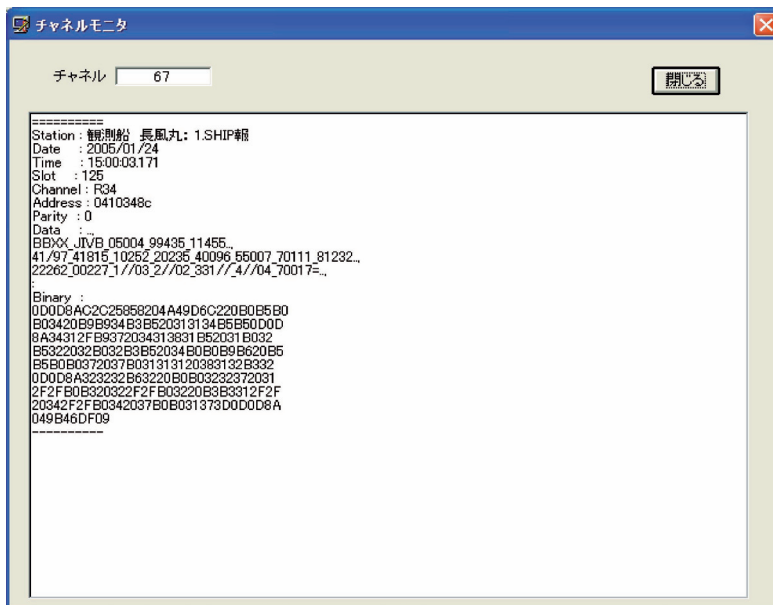 チャネルモニタ
チャネル 67 閉じる
==========
Station : 観測船 長風丸: 1.SHIP報
Date : 2005/01/24
Time : 15:00:03.171
Slot : 125
Channel : R34
Address : 0410348c
Parity : 0
Data : ..,
BBXX_JIVB_05004_99435_11455..,
41/97_41815_10252_20235_40096_55007_70111_81232..,
22262_00227_1//03_2//02_331//_4//04_70017=..,
:
Binary :
0D0D8AC2C25858204A49D6C220B0B5B0
B03420B9B934B3B520313134B5B50D0D
8A34312FB9372034313831B52031B032
B5322032B032B3B52034B0B0B9B620B5
B5B0B0372037B031313120383132B332
0D0D8A323232B63220B0B03232372031
2F2FB0B320322F2FB03220B3B3312F2F
20342F2FB0342037B0B031373D0D0D8A
049B46DF09
----------